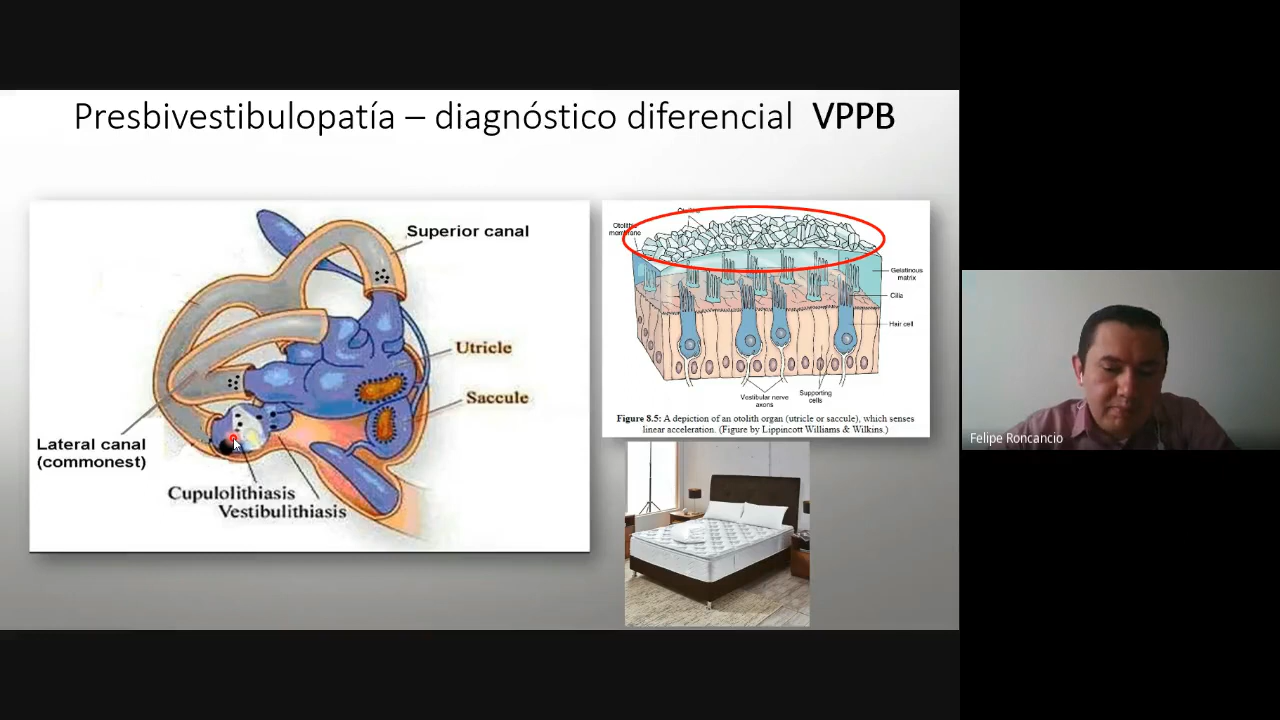 Presbivestibulopatía – diagnóstico diferencial VPPB
Superior canal
Utricle
Saccule
Lateral canal
(commonest)
Cupulolithiasis
Vestibulithiasis
Otolithic
membrane
Gelatinous
matrix
Cilia
Hair cell
Vestibular nerve
axons
Supporting
cells
Figure 8.5: A depiction of an otolith organ (utricle or saccule), which senses
linear acceleration. (Figure by Lippincott Williams & Wilkins.)
Felipe Roncancio